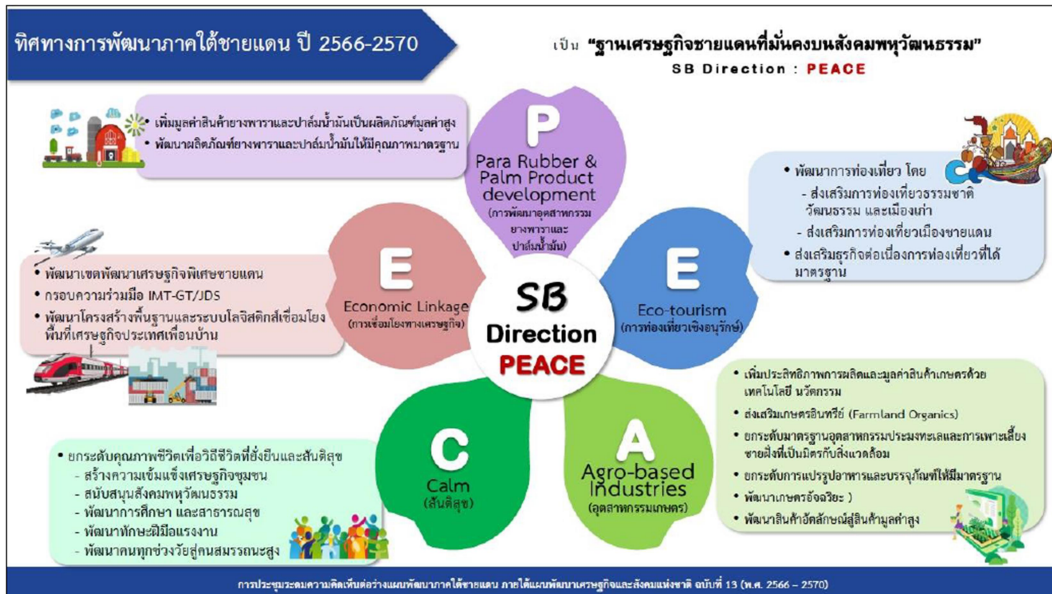 ทิศทางการพัฒนาภาคใต้ชายแดน ปี 2566-2570
เป็น “ฐานเศรษฐกิจชายแดนที่มั่นคงบนสังคมพหุวัฒนธรรม”
SB Direction : PEACE
• เพิ่มมูลค่าสินค้ายางพาราและปาล์มน้ำมันเป็นผลิตภัณฑ์มูลค่าสูง
• พัฒนาผลิตภัณฑ์ยางพาราและปาล์มน้ำมันให้มีคุณภาพมาตรฐาน
P
Para Rubber &
Palm Product
development
(การพัฒนาอุตสาหกรรม
ยางพาราและ
ปาล์มน้ำมัน)
• พัฒนาการท่องเที่ยว โดย
- ส่งเสริมการท่องเที่ยวธรรมชาติ
วัฒนธรรม และเมืองเก่า
- ส่งเสริมการท่องเที่ยวเมืองชายแดน
• ส่งเสริมธุรกิจต่อเนื่องการท่องเที่ยวที่ได้
มาตรฐาน
E
Eco-tourism
(การท่องเที่ยวเชิงอนุรักษ์)
• พัฒนาเขตพัฒนาเศรษฐกิจพิเศษชายแดน
• กรอบความร่วมมือ IMT-GT/JDS
• พัฒนาโครงสร้างพื้นฐานและระบบโลจิสติกส์เชื่อมโยง
พื้นที่เศรษฐกิจประเทศเพื่อนบ้าน
E
Economic Linkage
(การเชื่อมโยงทางเศรษฐกิจ)
SB
Direction
PEACE
• เพิ่มประสิทธิภาพการผลิตและมูลค่าสินค้าเกษตรด้วย
เทคโนโลยี นวัตกรรม
• ส่งเสริมเกษตรอินทรีย์ (Farmland Organics)
• ยกระดับมาตรฐานอุตสาหกรรมประมงทะเลและการเพาะเลี้ยง
ชายฝั่งที่เป็นมิตรกับสิ่งแวดล้อม
• ยกระดับการแปรรูปอาหารและบรรจุภัณฑ์ให้มีมาตรฐาน
• พัฒนาเกษตรอัจฉริยะ )
• พัฒนาสินค้าอัตลักษณ์สู่สินค้ามูลค่าสูง
A
Agro-based
Industries
(อุตสาหกรรมเกษตร)
C
Calm
(สันติสุข)
• ยกระดับคุณภาพชีวิตเพื่อวิถีชีวิตที่ยั่งยืนและสันติสุข
- สร้างความเข้มแข็งเศรษฐกิจชุมชน
- สนับสนุนสังคมพหุวัฒนธรรม
- พัฒนาการศึกษา และสาธารณสุข
- พัฒนาทักษะฝีมือแรงงาน
- พัฒนาคนทุกช่วงวัยสู่คนสมรรถนะสูง
การประชุมระดมความคิดเห็นต่อร่างแผนพัฒนาภาคใต้ชายแดน ภายใต้แผนพัฒนาเศรษฐกิจและสังคมแห่งชาติ ฉบับที่ 13 (พ.ศ. 2566 – 2570)